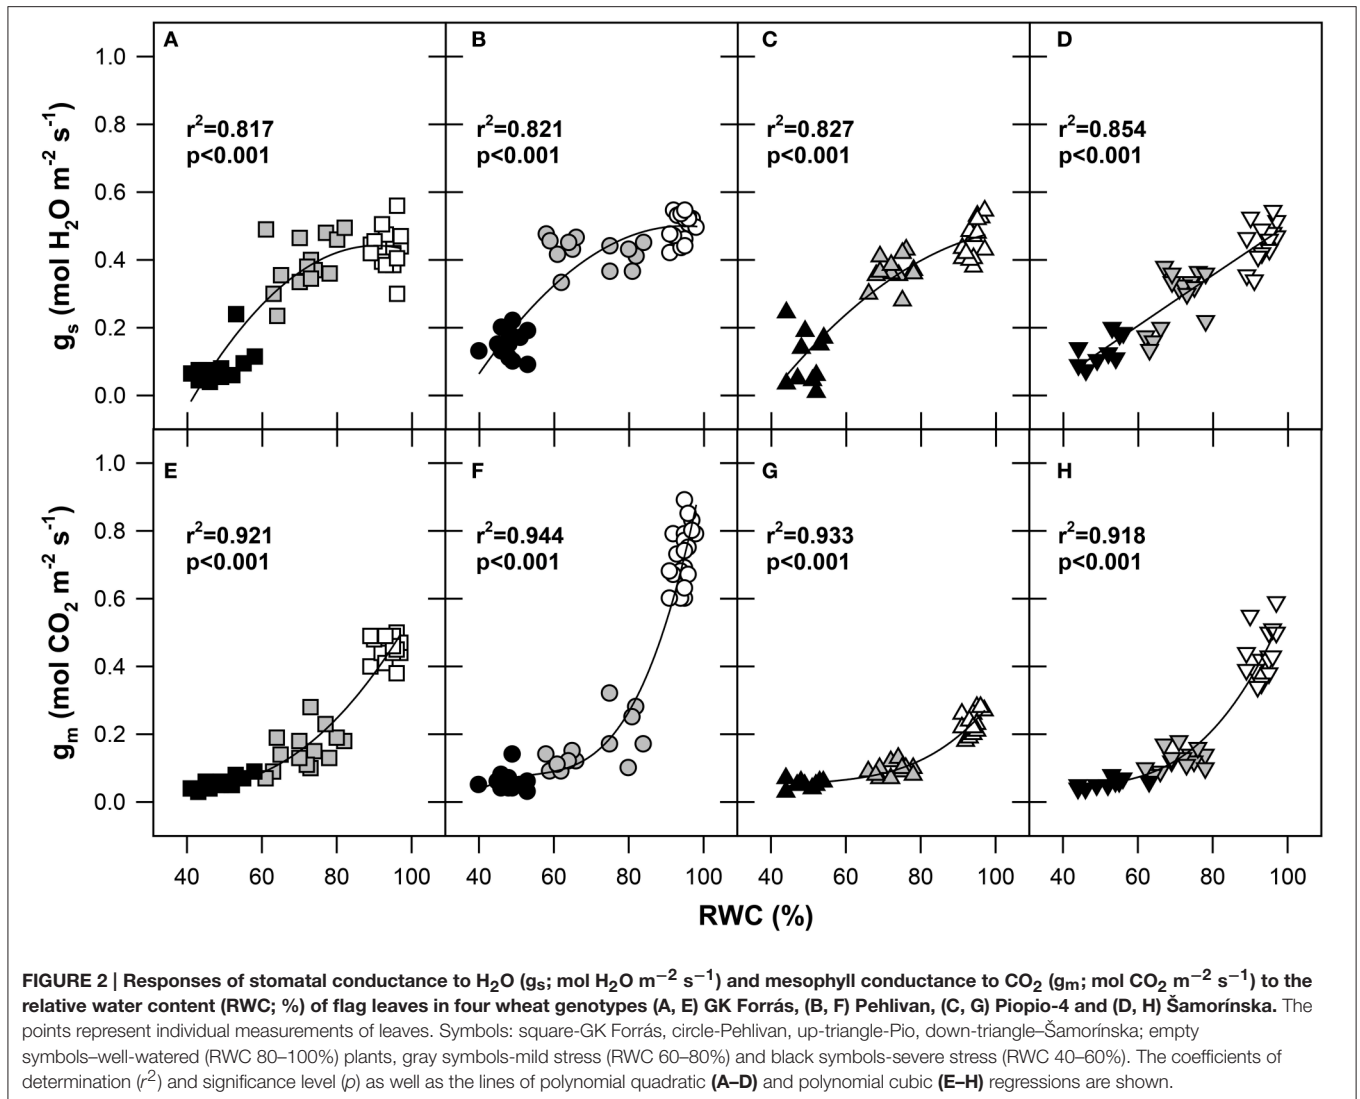 A
B
C
D
1.0
0.8
0.6
0.4
0.2
0.0
g_s (mol H₂O m⁻² s⁻¹)
r²=0.817
p<0.001
r²=0.821
p<0.001
r²=0.827
p<0.001
r²=0.854
p<0.001
E
F
G
H
1.0
0.8
0.6
0.4
0.2
0.0
g_m (mol CO₂ m⁻² s⁻¹)
r²=0.921
p<0.001
r²=0.944
p<0.001
r²=0.933
p<0.001
r²=0.918
p<0.001
40 60 80 100 40 60 80 100 40 60 80 100 40 60 80 100
RWC (%)
FIGURE 2 | Responses of stomatal conductance to H₂O (gₛ; mol H₂O m⁻² s⁻¹) and mesophyll conductance to CO₂ (gₘ; mol CO₂ m⁻² s⁻¹) to the
relative water content (RWC; %) of flag leaves in four wheat genotypes (A, E) GK Forrás, (B, F) Pehlivan, (C, G) Piopio-4 and (D, H) Šamorínska. The
points represent individual measurements of leaves. Symbols: square-GK Forrás, circle-Pehlivan, up-triangle-Pio, down-triangle–Šamorínska; empty
symbols–well-watered (RWC 80–100%) plants, gray symbols-mild stress (RWC 60–80%) and black symbols-severe stress (RWC 40–60%). The coefficients of
determination (r²) and significance level (p) as well as the lines of polynomial quadratic (A–D) and polynomial cubic (E–H) regressions are shown.